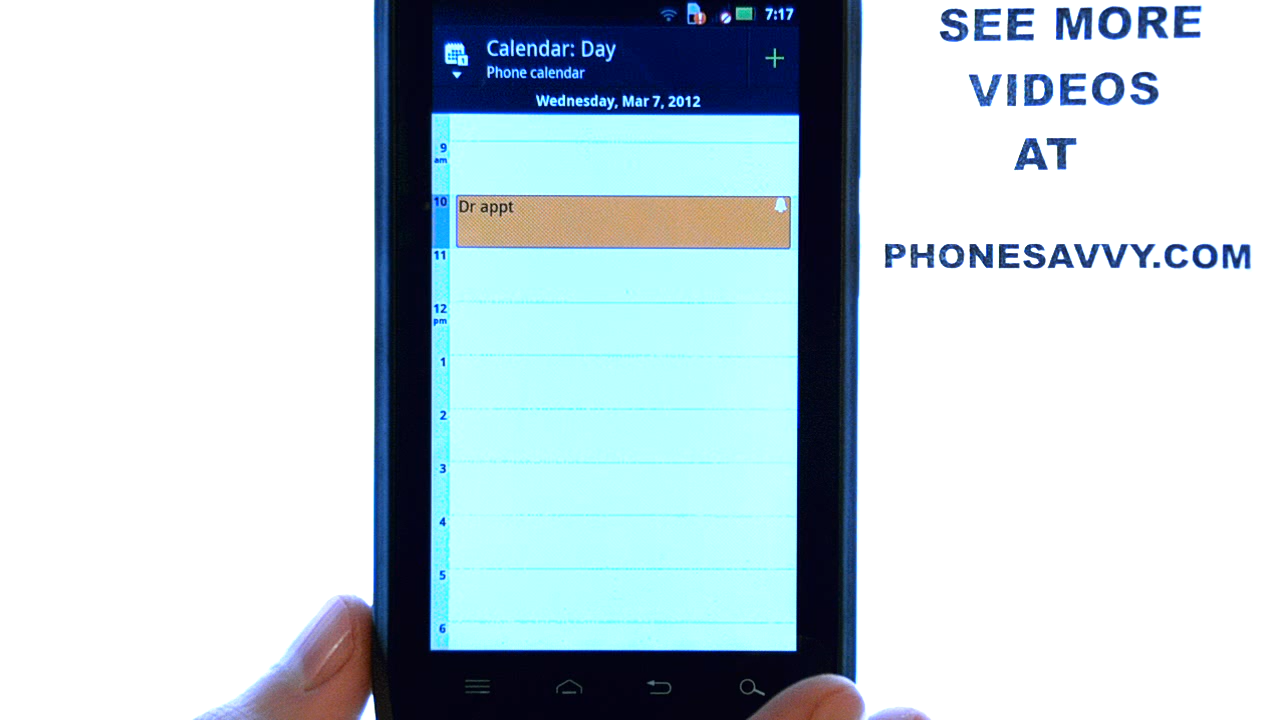 7:17
Calendar: Day
Phone calendar
Wednesday, Mar 7, 2012
9
am
10
Dr appt
11
12
pm
1
2
3
4
5
6
SEE MORE
VIDEOS
AT
PHONESAVVY.COM